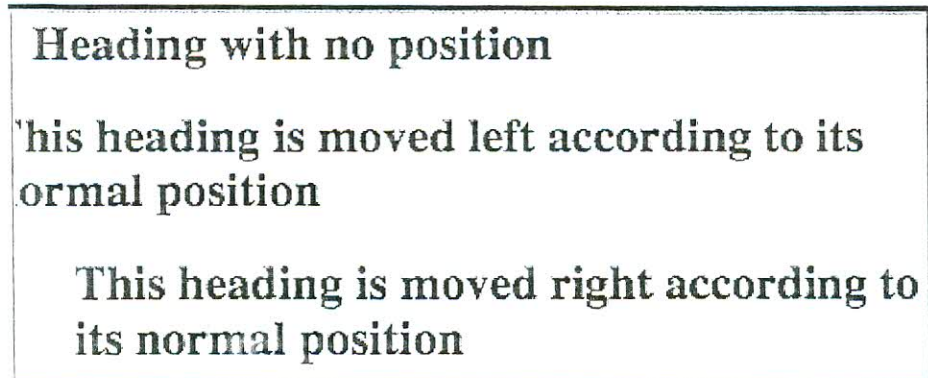 Heading with no position
'his heading is moved left according to its
ormal position
This heading is moved right according to
its normal position